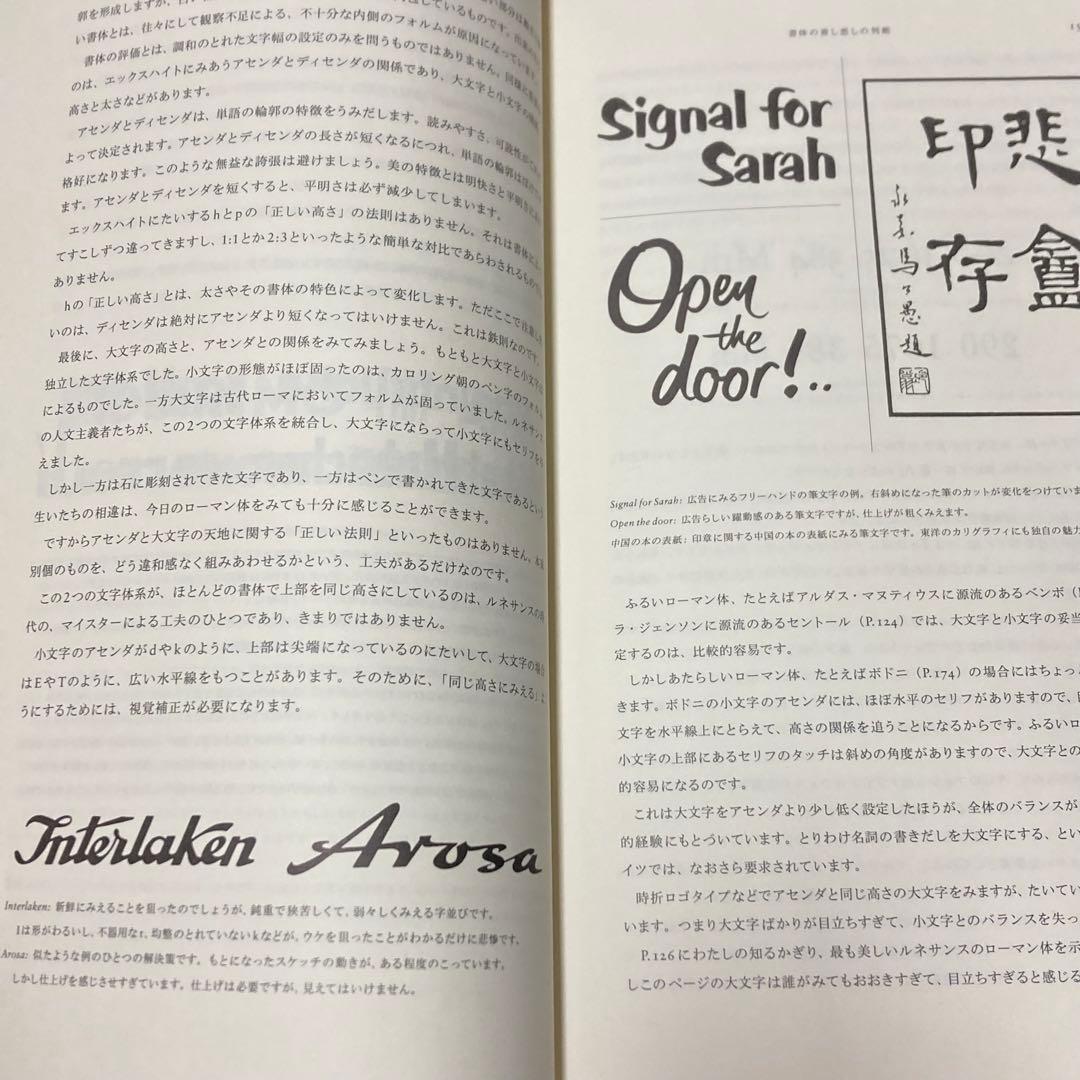 郭を形成しますが、
い書体とは、往々にして観察不足による、不十分な内側のフォルムが原因になっています。
書体の評価とは、調和のとれた文字幅の設定のみを問うものではありません。同様に
のは、エックスハイトにみあうアセンダとディセンダの関係であり、大文字と小文字の
高さと太さなどがあります。
アセンダとディセンダは、単語の輪郭の特徴をうみだします。読みやすさ、可読性が
よって決定されます。アセンダとディセンダの長さが短くなるにつれ、単語の輪郭は
格好になります。このような無益な誇張は避けましょう。美の特徴とは明快さと平明さに
ます。アセンダとディセンダを短くすると、平明さは必ず減少してしまいます。
エックスハイトにたいするhとpの「正しい高さ」の法則はありません。それは書体に
てすこしずつ違ってきますし、1:1とか2:3といったような簡単な対比であらわされるもの
ありません。
hの「正しい高さ」とは、太さやその書体の特色によって変化します。ただここで注意
いのは、ディセンダは絶対にアセンダより短くなってはいけません。これは鉄則なのです。
最後に、大文字の高さと、アセンダとの関係をみてみましょう。もともと大文字と小文字は
独立した文字体系でした。小文字の形態がほぼ固ったのは、カロリング朝のペン字のフォルム
によるものでした。一方大文字は古代ローマにおいてフォルムが固っていました。ルネサンス
の人文主義者たちが、この2つの文字体系を統合し、大文字にならって小文字にもセリフを
えました。
しかし一方は石に彫刻されてきた文字であり、一方はペンで書かれてきた文字であるという
生いたちの相違は、今日のローマン体をみても十分に感じることができます。
ですからアセンダと大文字の天地に関する「正しい法則」といったものはありません。本来
別個のものを、どう違和感なく組みあわせるかという、工夫があるだけなのです。
この2つの文字体系が、ほとんどの書体で上部を同じ高さにしているのは、ルネサンスの時
代の、マイスターによる工夫のひとつであり、きまりではありません。
小文字のアセンダがdやkのように、上部は尖端になっているのにたいして、大文字の場合
はEやTのように、広い水平線をもつことがあります。そのために、「同じ高さにみえる」よ
うにするためには、視覚補正が必要になります。
Interlaken Arosa
Interlaken: 新鮮にみえることを狙ったのでしょうが、鈍重で狭苦しくて、弱々しくみえる字並びです。
Iは形がわるいし、不器用なr、均整のとれていないkなどが、ウケを狙ったことがわかるだけに悲惨です。
Arosa: 似たような例のひとつの解決策です。もとになったスケッチの動きが、ある程度のこっています。
しかし仕上げを感じさせすぎています。仕上げは必要ですが、見えてはいけません。
書体の善し悪しの判断
Signal for
Sarah
Open
the
door!..
悲
盦
印
存
永嘉馬
愚題
Signal for Sarah: 広告にみるフリーハンドの筆文字の例。右斜めになった筆のカットが変化をつけていま
Open the door: 広告らしい躍動感のある筆文字ですが、仕上げが粗くみえます。
中国の本の表紙: 印章に関する中国の本の表紙にみる筆文字です。東洋のカリグラフィにも独自の魅力
ふるいローマン体、たとえばアルダス・マヌティウスに源流のあるベンボ（
ラ・ジェンソンに源流のあるセントール（P.124）では、大文字と小文字の妥当
定するのは、比較的容易です。
しかしあたらしいローマン体、たとえばボドニ（P.174）の場合にはちょっ
きます。ボドニの小文字のアセンダには、ほぼ水平のセリフがありますので、
文字を水平線上にとらえて、高さの関係を追うことになるからです。ふるい
小文字の上部にあるセリフのタッチは斜めの角度がありますので、大文字との
的容易になるのです。
これは大文字をアセンダより少し低く設定したほうが、全体のバランスが
的経験にもとづいています。とりわけ名詞の書きだしを大文字にする、とい
イツでは、なおさら要求されています。
時折ロゴタイプなどでアセンダと同じ高さの大文字をみますが、たいてい
います。つまり大文字ばかりが目立ちすぎて、小文字とのバランスを失っ
P.126にわたしの知るかぎり、最も美しいルネサンスのローマン体を示
しこのページの大文字は誰がみてもおおきすぎて、目立ちすぎると感じる